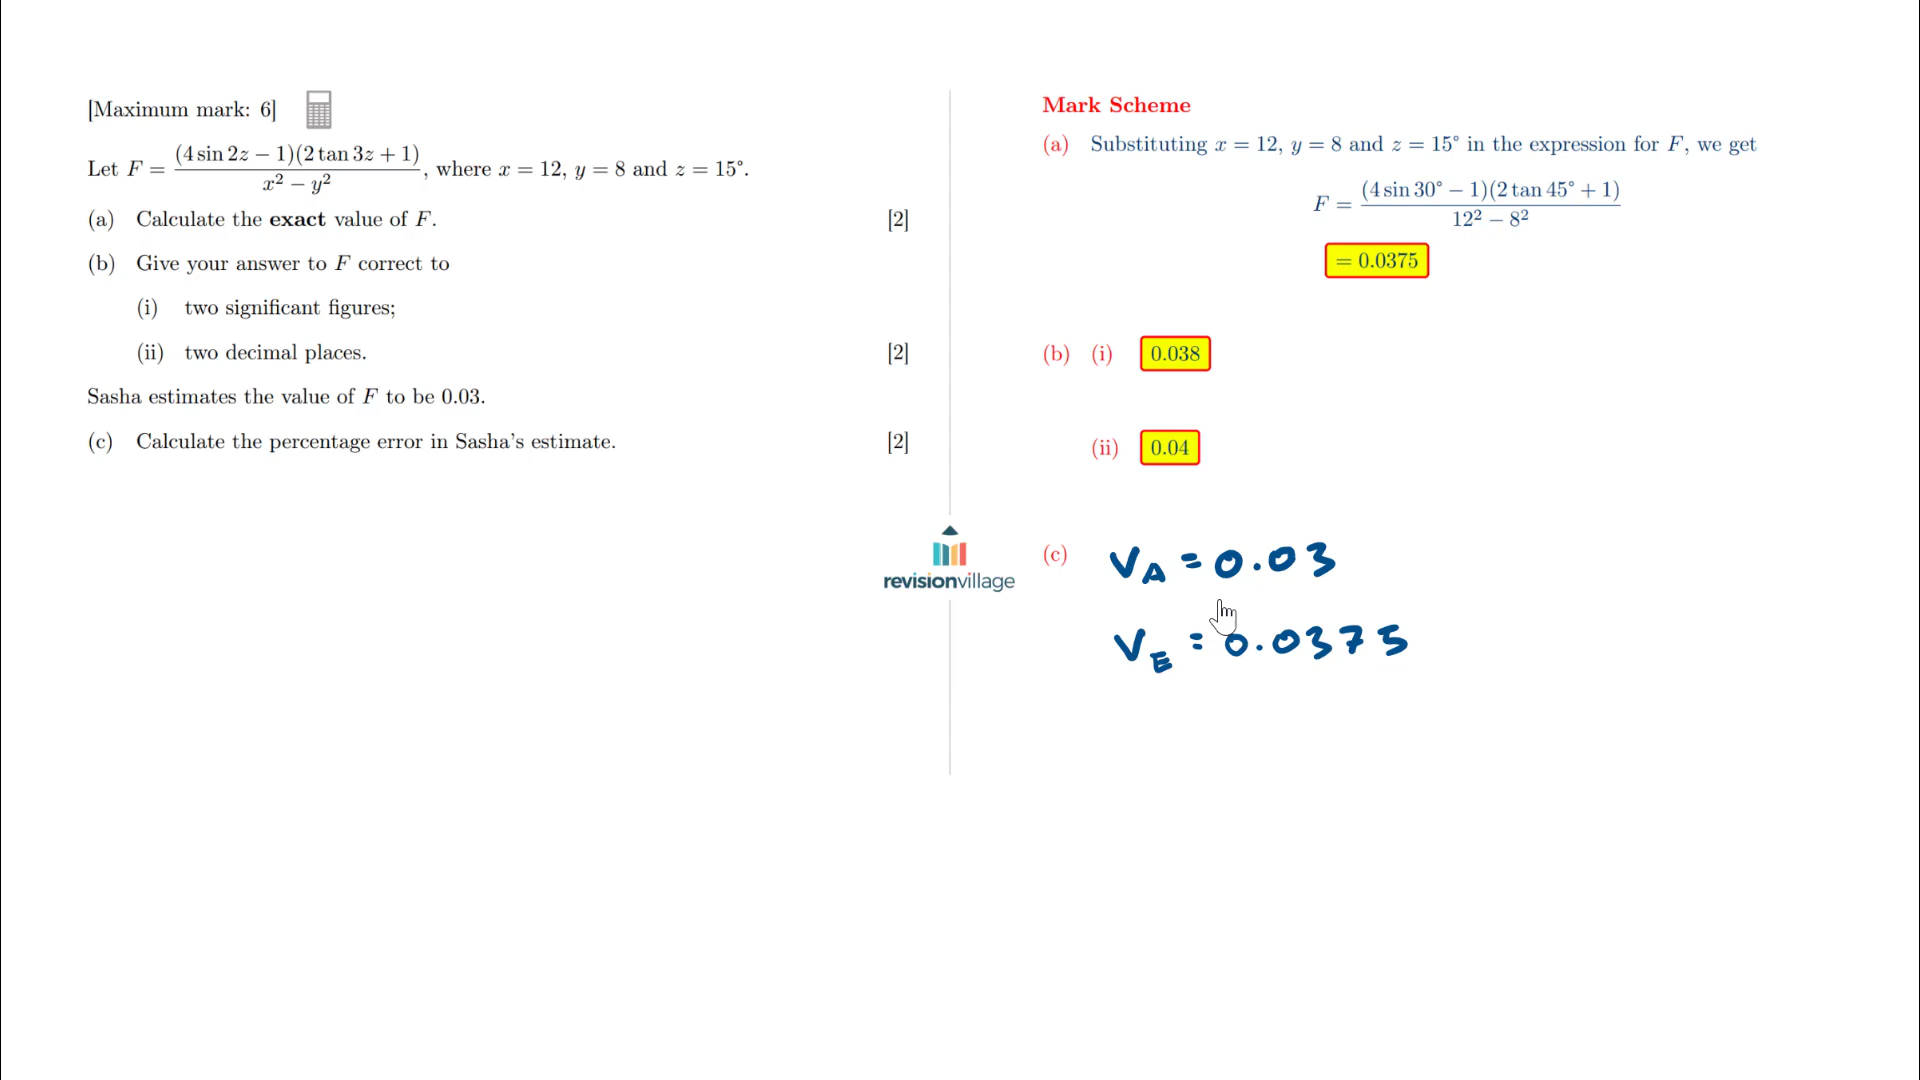 [Maximum mark: 6]
Let F = (4 sin 2z − 1)(2 tan 3z + 1) / x² − y², where x = 12, y = 8 and z = 15°.
(a) Calculate the exact value of F. [2]
(b) Give your answer to F correct to
(i) two significant figures;
(ii) two decimal places. [2]
Sasha estimates the value of F to be 0.03.
(c) Calculate the percentage error in Sasha's estimate. [2]
revisionvillage
Mark Scheme
(a) Substituting x = 12, y = 8 and z = 15° in the expression for F, we get
F = (4 sin 30° − 1)(2 tan 45° + 1) / 12² − 8²
= 0.0375
(b) (i) 0.038
(ii) 0.04
(c) V_A = 0.03
V_E = 0.0375